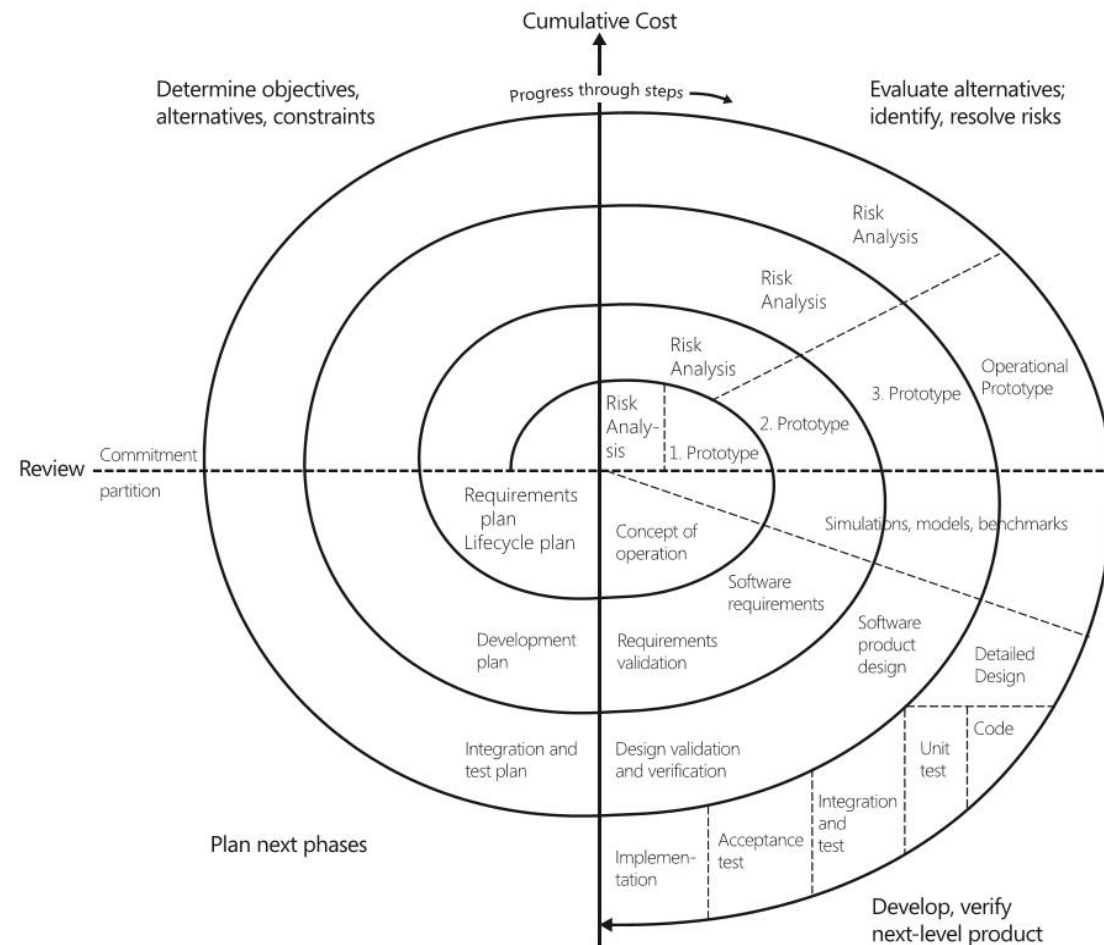 Cumulative Cost
Determine objectives,
alternatives, constraints
Progress through steps
Evaluate alternatives;
identify, resolve risks
Risk
Analysis
Risk
Analysis
Risk
Analysis
Risk
Analy-
sis
1. Prototype
2. Prototype
3. Prototype
Operational
Prototype
Review
Commitment
partition
Requirements
plan
Lifecycle plan
Concept of
operation
Simulations, models, benchmarks
Software
requirements
Development
plan
Requirements
validation
Software
product
design
Detailed
Design
Integration and
test plan
Design validation
and verification
Code
Unit
test
Integration
and
test
Acceptance
test
Implemen-
tation
Plan next phases
Develop, verify
next-level product